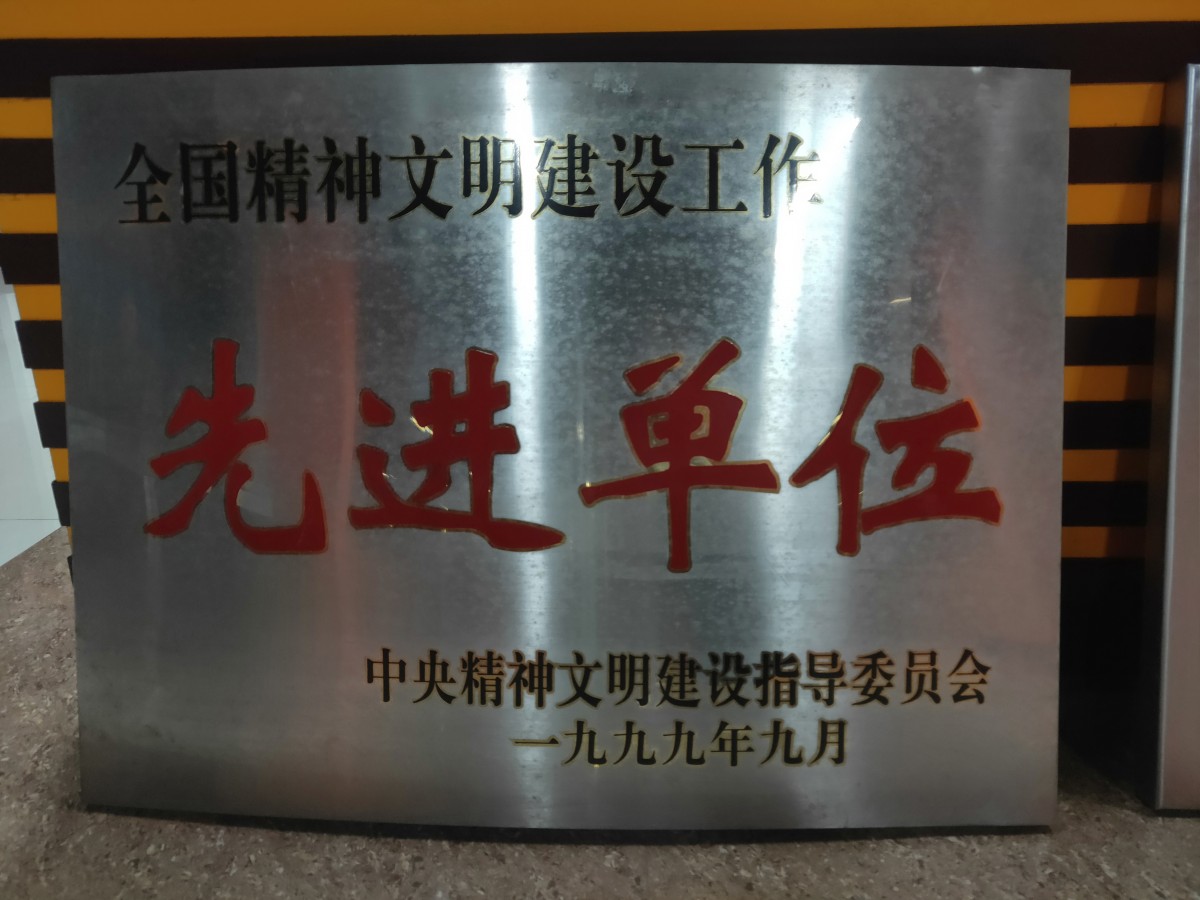 全国精神文明建设工作
先进单位
中央精神文明建设指导委员会
一九九九年九月